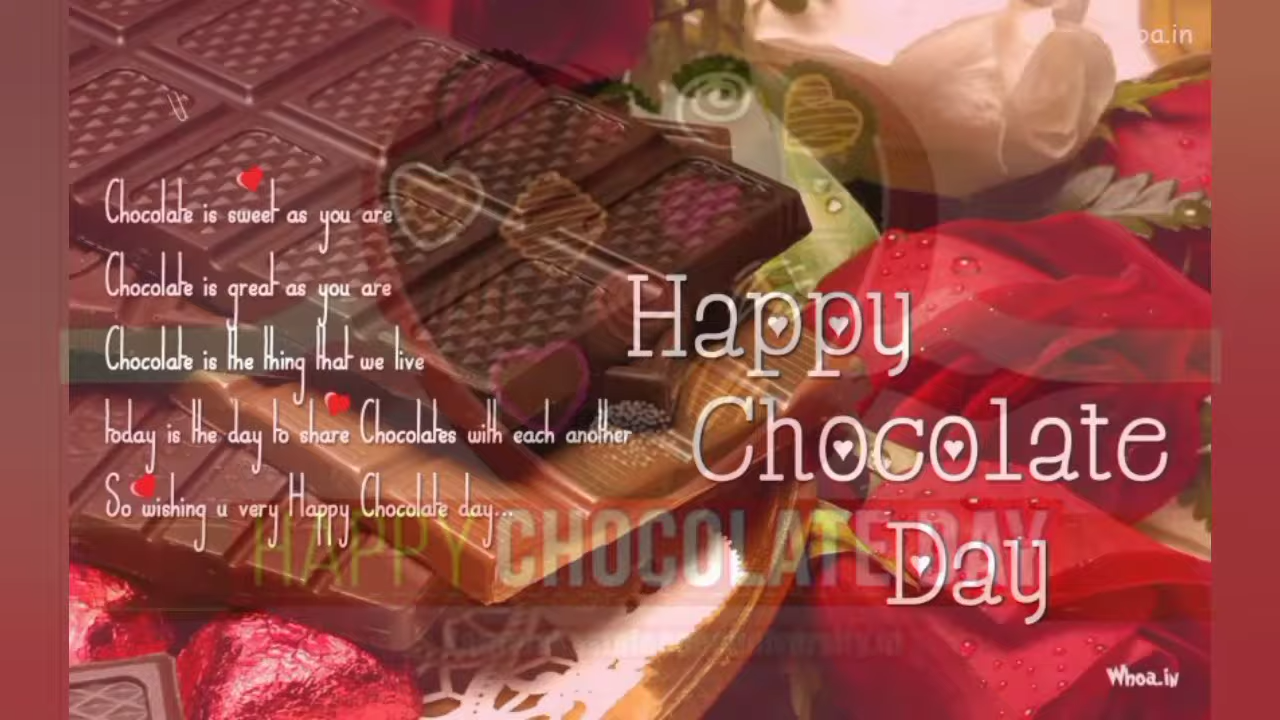 Chocolate is sweet as you are
Chocolate is great as you are
Chocolate is the thing that we live
today is the day to share Chocolates with each another
So wishing u very Happy Chocolate day...
Happy
Chocolate
Day
HAPPY CHOCOLATE DAY
Whoa.in